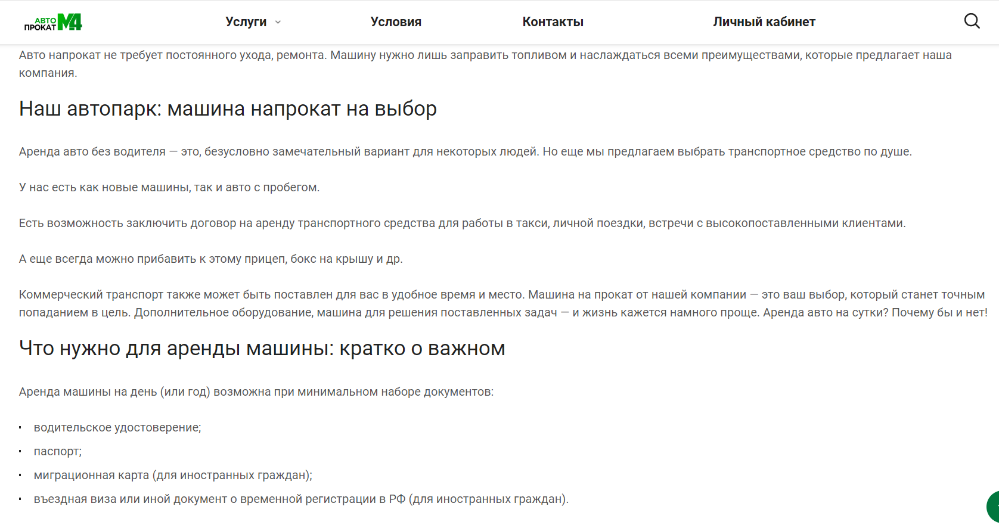 АВТО
ПРОКАТ М4
Услуги Условия Контакты Личный кабинет
Авто напрокат не требует постоянного ухода, ремонта. Машину нужно лишь заправить топливом и наслаждаться всеми преимуществами, которые предлагает наша
компания.
Наш автопарк: машина напрокат на выбор
Аренда авто без водителя — это, безусловно замечательный вариант для некоторых людей. Но еще мы предлагаем выбрать транспортное средство по душе.
У нас есть как новые машины, так и авто с пробегом.
Есть возможность заключить договор на аренду транспортного средства для работы в такси, личной поездки, встречи с высокопоставленными клиентами.
А еще всегда можно прибавить к этому прицеп, бокс на крышу и др.
Коммерческий транспорт также может быть поставлен для вас в удобное время и место. Машина на прокат от нашей компании — это ваш выбор, который станет точным
попаданием в цель. Дополнительное оборудование, машина для решения поставленных задач — и жизнь кажется намного проще. Аренда авто на сутки? Почему бы и нет!
Что нужно для аренды машины: кратко о важном
Аренда машины на день (или год) возможна при минимальном наборе документов:
▪ водительское удостоверение;
▪ паспорт;
▪ миграционная карта (для иностранных граждан);
▪ въездная виза или иной документ о временной регистрации в РФ (для иностранных граждан).